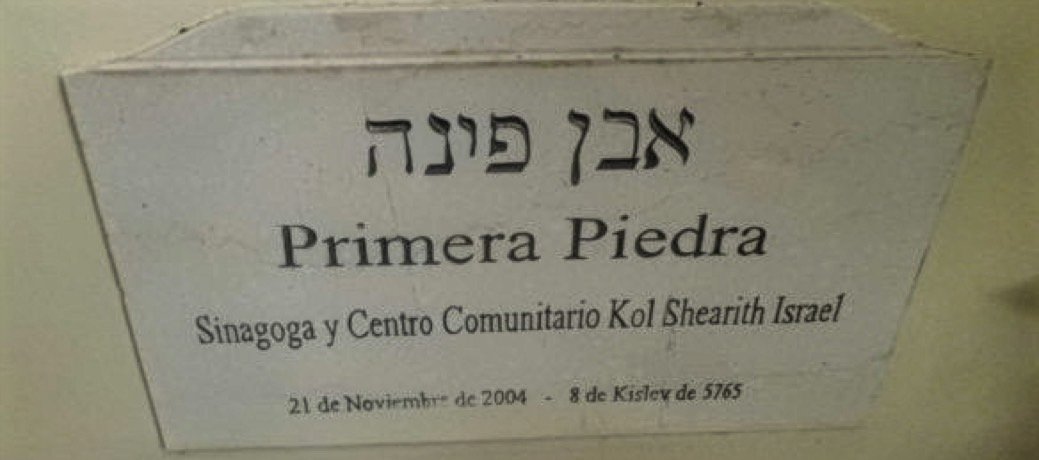 אבן פינה
Primera Piedra
Sinagoga y Centro Comunitario Kol Shearith Israel
21 de Noviembre de 2004 - 8 de Kislev de 5765